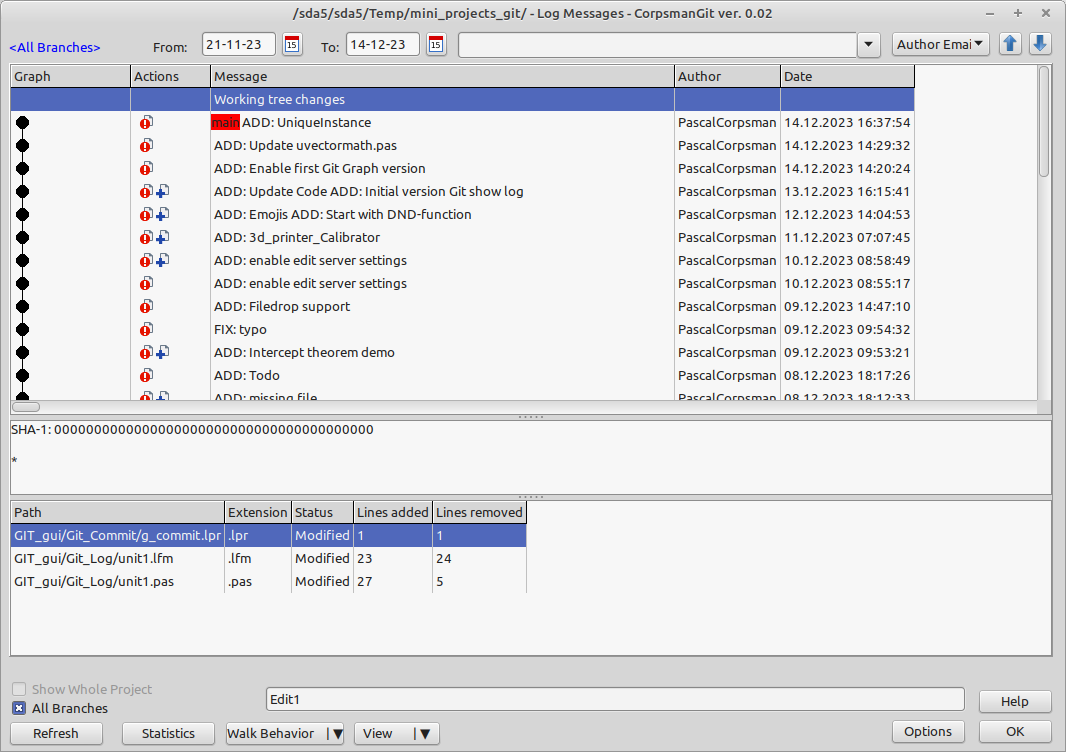 /sda5/sda5/Temp/mini_projects_git/ - Log Messages - CorpsmanGit ver. 0.02
<All Branches> From: 21-11-23 15 To: 14-12-23 15 Author Emai
Graph Actions Message Author Date
Working tree changes
main ADD: UniqueInstance PascalCorpsman 14.12.2023 16:37:54
ADD: Update uvectormath.pas PascalCorpsman 14.12.2023 14:29:32
ADD: Enable first Git Graph version PascalCorpsman 14.12.2023 14:20:24
ADD: Update Code ADD: Initial version Git show log PascalCorpsman 13.12.2023 16:15:41
ADD: Emojis ADD: Start with DND-function PascalCorpsman 12.12.2023 14:04:53
ADD: 3d_printer_Calibrator PascalCorpsman 11.12.2023 07:07:45
ADD: enable edit server settings PascalCorpsman 10.12.2023 08:58:49
ADD: enable edit server settings PascalCorpsman 10.12.2023 08:55:17
ADD: Filedrop support PascalCorpsman 09.12.2023 14:47:10
FIX: typo PascalCorpsman 09.12.2023 09:54:32
ADD: Intercept theorem demo PascalCorpsman 09.12.2023 09:53:21
ADD: Todo PascalCorpsman 08.12.2023 18:17:26
ADD: missing file PascalCorpsman 08.12.2023 18:12:33
SHA-1: 0000000000000000000000000000000000000000
*
Path Extension Status Lines added Lines removed
GIT_gui/Git_Commit/g_commit.lpr .lpr Modified 1 1
GIT_gui/Git_Log/unit1.lfm .lfm Modified 23 24
GIT_gui/Git_Log/unit1.pas .pas Modified 27 5
Show Whole Project
All Branches
Edit1
Help
Refresh Statistics Walk Behavior View Options OK